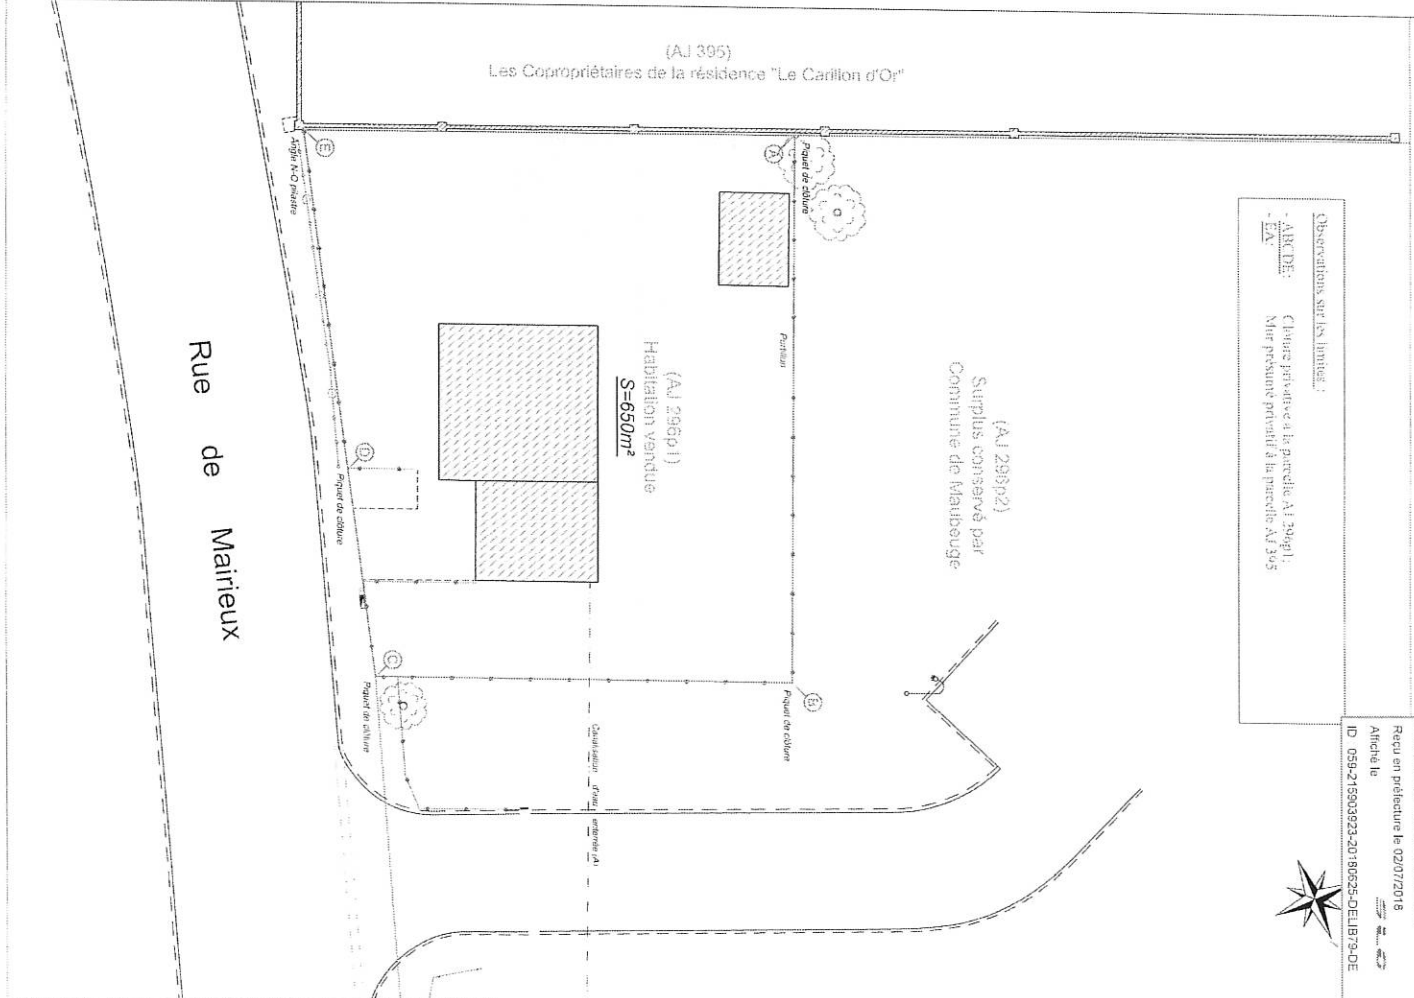 (AJ 395)
Les Copropriétaires de la résidence "Le Carillon d'Or"
Reçu en préfecture le 02/07/2018
Affiché le
ID 059-215903923-20180625-DELIB79-DE
Observations sur les limites :
- ABCDE : Clôture privative à la parcelle AJ 296p1 ;
- EA : Mur présumé privatif à la parcelle AJ 395
(AJ 296p2)
Surplus conservé par
Commune de Maubeuge
A
Piquet de clôture
Portillon
B
Piquet de clôture
(AJ 296p1)
Habitation vendue
S=650m²
Canalisation d'eau enterrée
E
Angle N-O pilastre
D
Piquet de clôture
C
Piquet de clôture
Rue de Mairieux